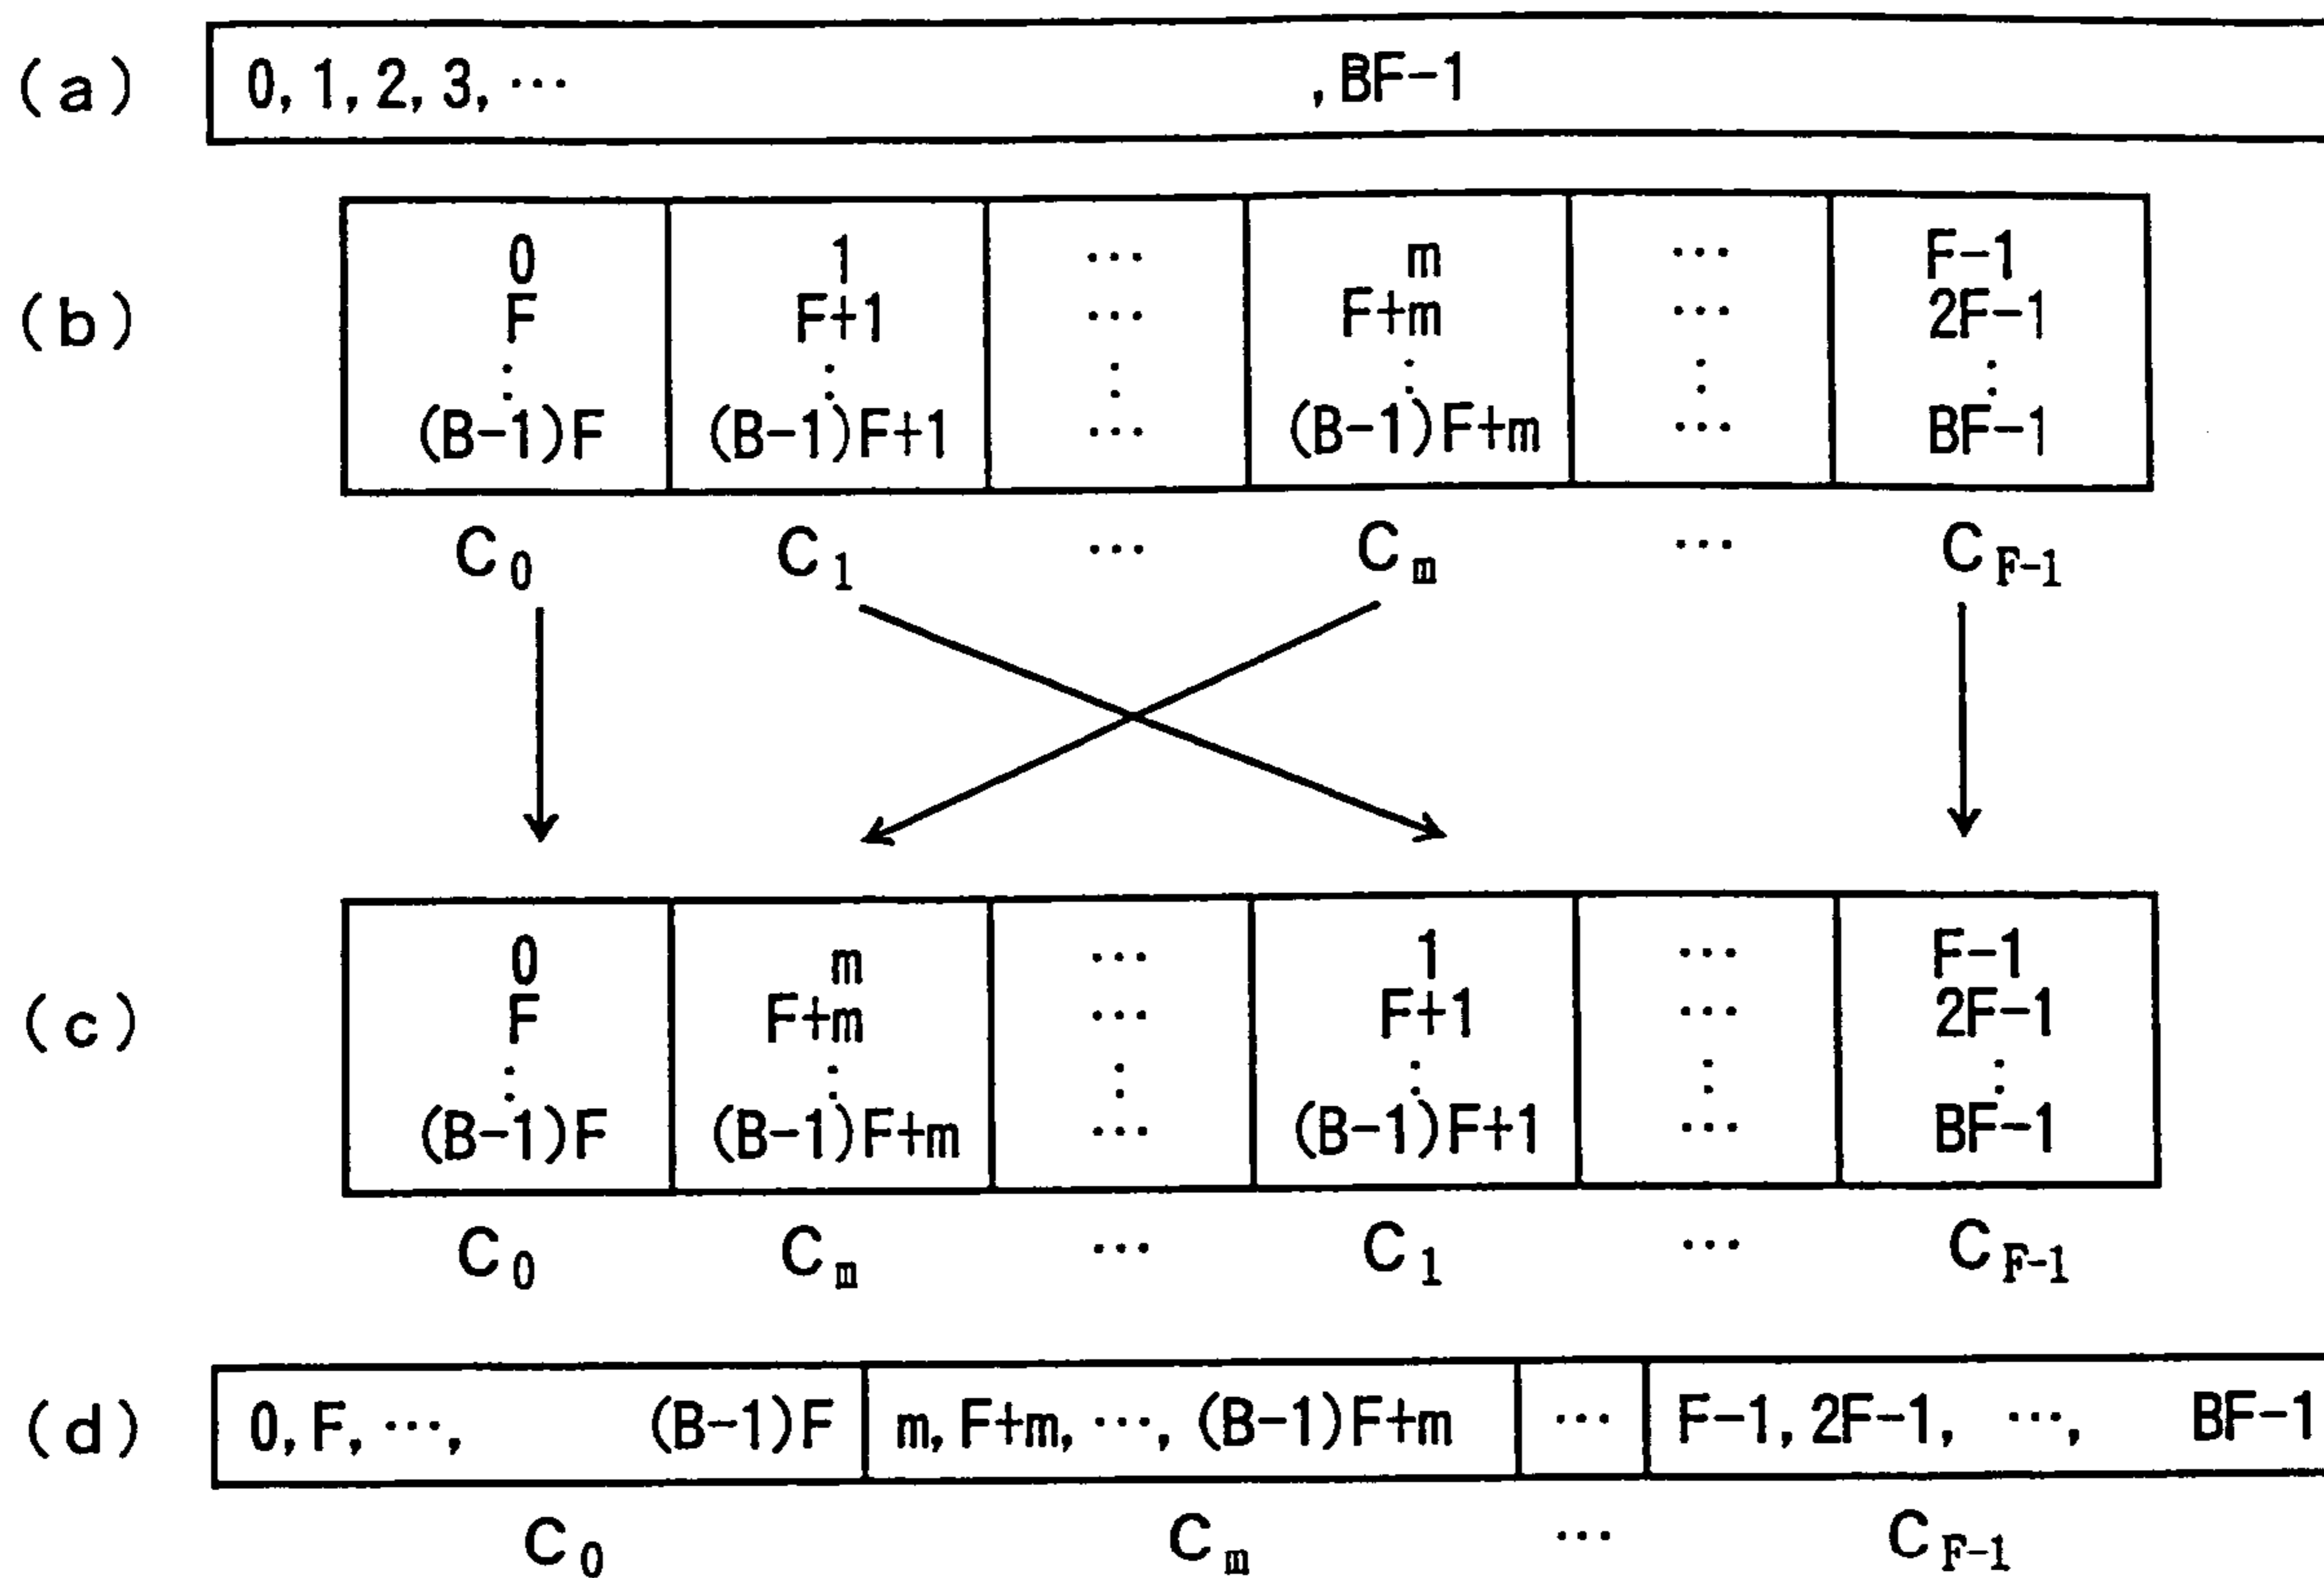 (a) 0, 1, 2, 3, ⋯ , BF-1
(b)
0 1 ⋯ m ⋯ F-1
F F+1 ⋯ F+m ⋯ 2F-1
: : : : : :
(B-1)F (B-1)F+1 ⋯ (B-1)F+m ⋯ BF-1
C0 C1 ⋯ Cm ⋯ CF-1
(c)
0 m ⋯ 1 ⋯ F-1
F F+m ⋯ F+1 ⋯ 2F-1
: : : : : :
(B-1)F (B-1)F+m ⋯ (B-1)F+1 ⋯ BF-1
C0 Cm ⋯ C1 ⋯ CF-1
(d) 0, F, ⋯, (B-1)F m, F+m, ⋯, (B-1)F+m ⋯ F-1, 2F-1, ⋯, BF-1
C0 Cm ⋯ CF-1